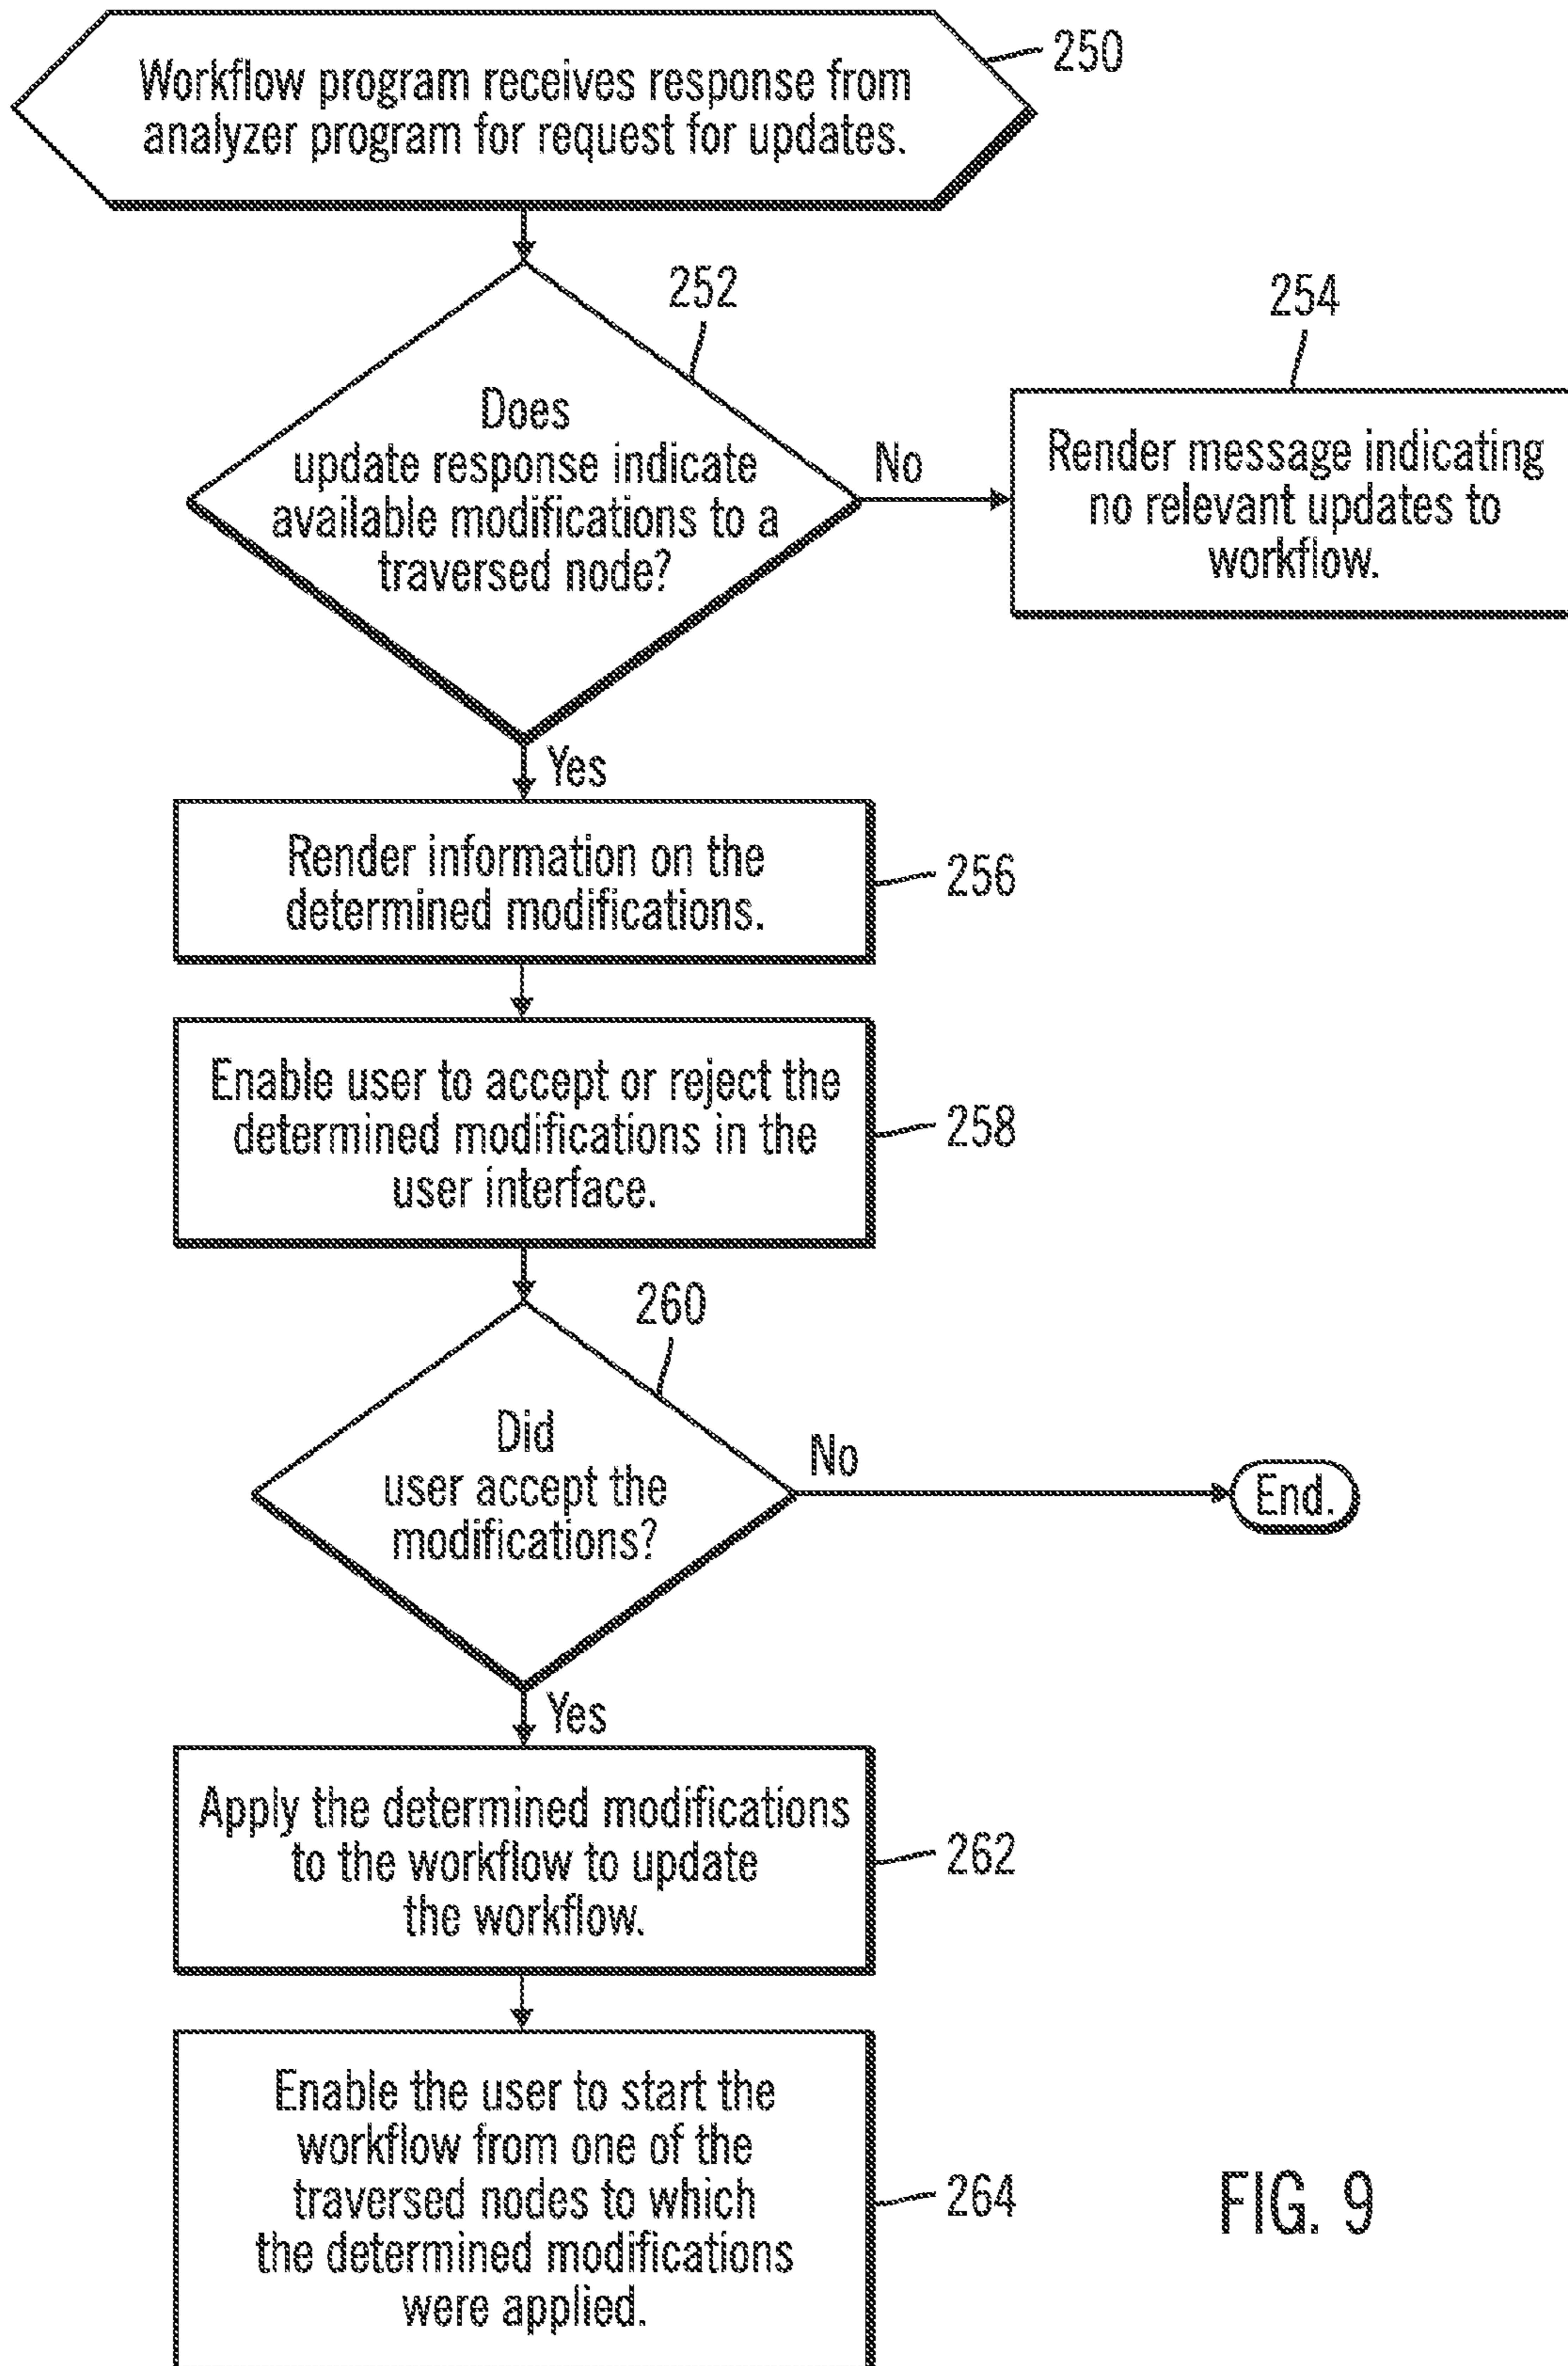 Workflow program receives response from
analyzer program for request for updates.
250
252
254
Does
update response indicate
available modifications to a
traversed node?
No
Render message indicating
no relevant updates to
workflow.
Yes
Render information on the
determined modifications.
256
Enable user to accept or reject the
determined modifications in the
user interface.
258
260
Did
user accept the
modifications?
No
End.
Yes
Apply the determined modifications
to the workflow to update
the workflow.
262
Enable the user to start the
workflow from one of the
traversed nodes to which
the determined modifications
were applied.
264
FIG. 9